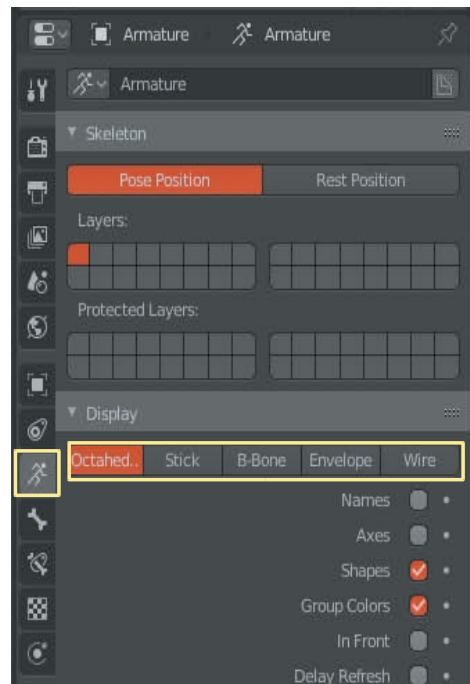 Armature Armature
Armature
Skeleton
Pose Position Rest Position
Layers:
Protected Layers:
Display
Octahed.. Stick B-Bone Envelope Wire
Names
Axes
Shapes
Group Colors
In Front
Delay Refresh